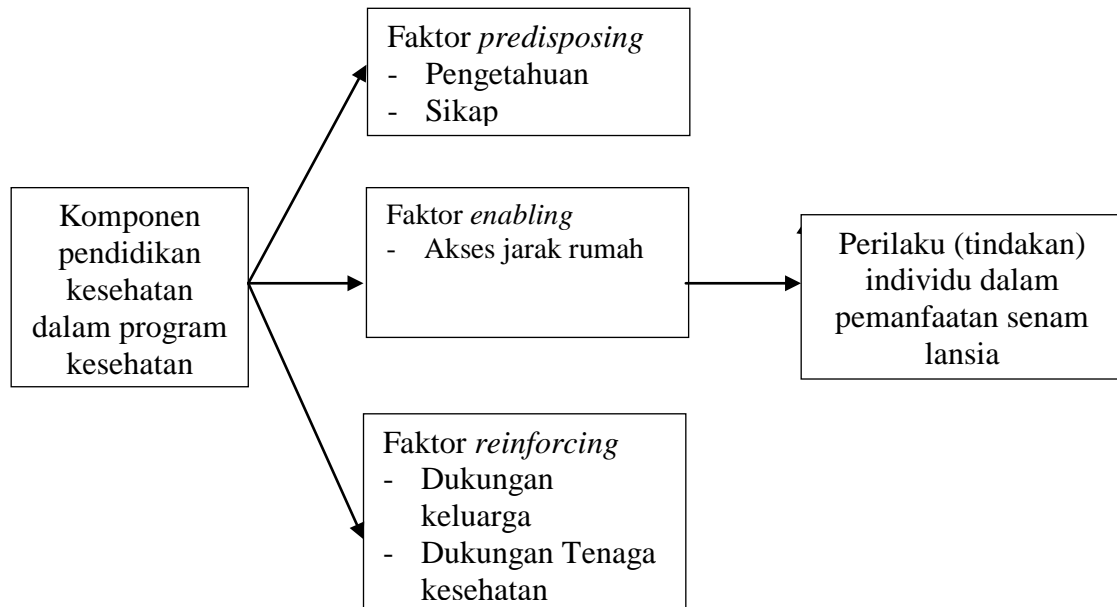 Faktor predisposing
- Pengetahuan
- Sikap
Komponen
pendidikan
kesehatan
dalam program
kesehatan
Faktor enabling
- Akses jarak rumah
Perilaku (tindakan)
individu dalam
pemanfaatan senam
lansia
Faktor reinforcing
- Dukungan
keluarga
- Dukungan Tenaga
kesehatan